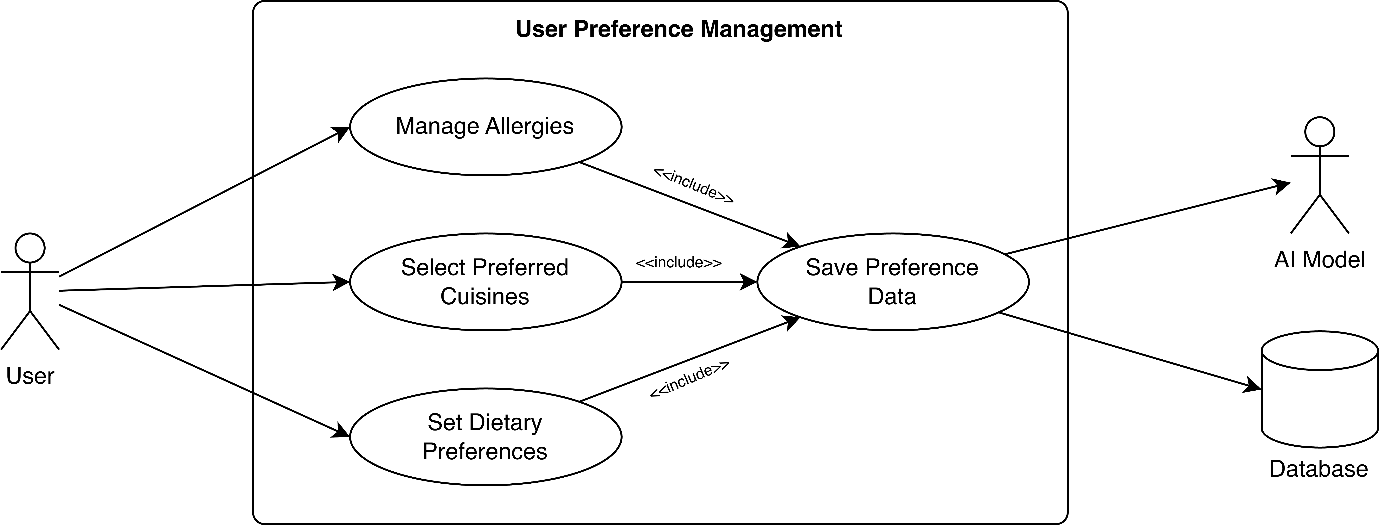 User Preference Management
Manage Allergies
<<include>>
Select Preferred
Cuisines
<<include>>
Save Preference
Data
AI Model
User
<<include>>
Set Dietary
Preferences
Database